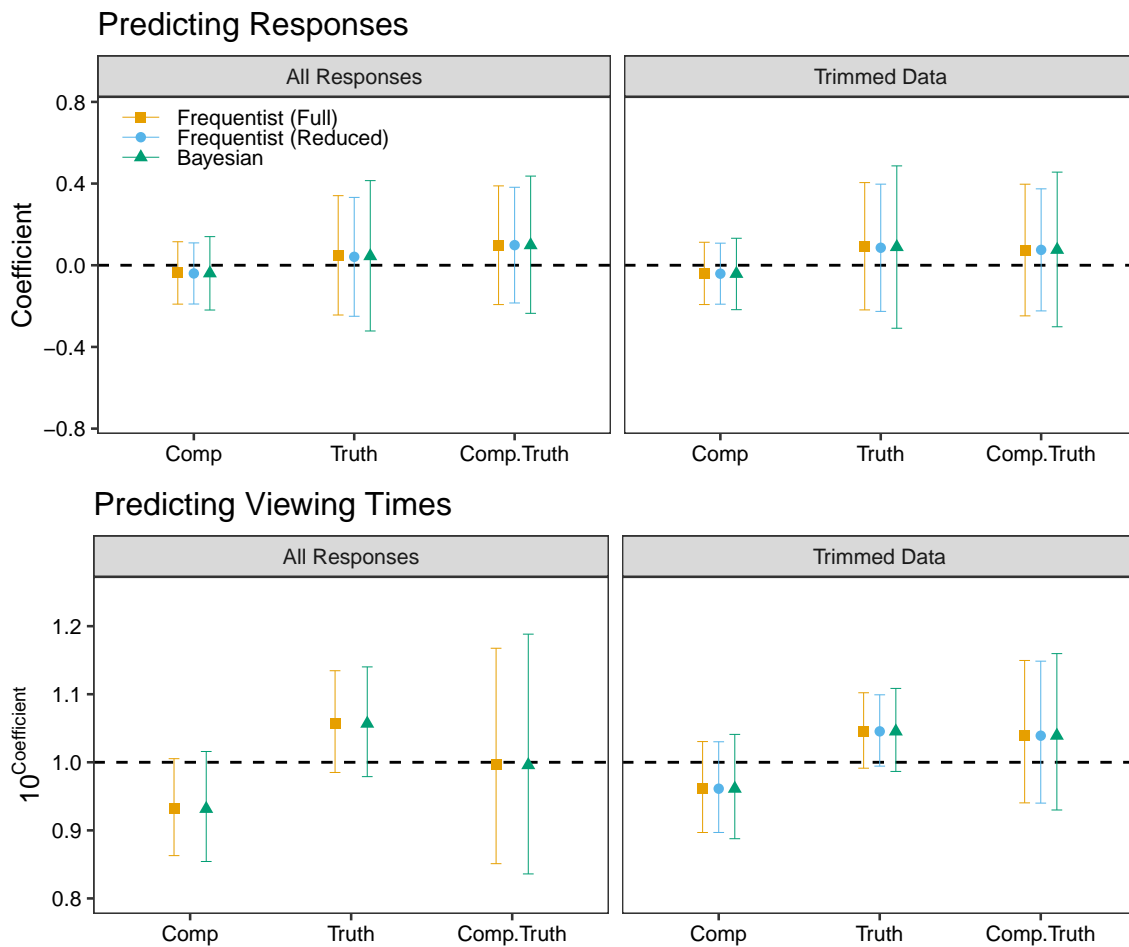 Predicting Responses
All Responses
Trimmed Data
Frequentist (Full)
Frequentist (Reduced)
Bayesian
Coefficient
0.8
0.4
0.0
−0.4
−0.8
Comp Truth Comp.Truth
Comp Truth Comp.Truth
Predicting Viewing Times
All Responses
Trimmed Data
10^Coefficient
1.2
1.1
1.0
0.9
0.8
Comp Truth Comp.Truth
Comp Truth Comp.Truth